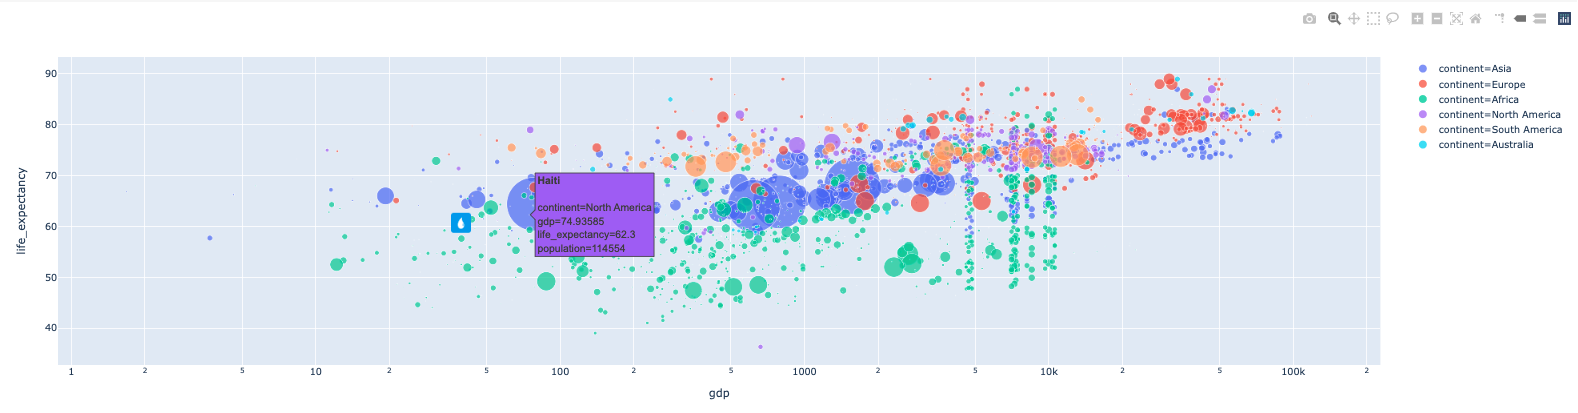 continent=Asia
continent=Europe
continent=Africa
continent=North America
continent=South America
continent=Australia
90
80
70
60
50
40
life_expectancy
Haiti
continent=North America
gdp=74.93585
life_expectancy=62.3
population=114554
1 2 5 10 2 5 100 2 5 1000 2 5 10k 2 5 100k 2
gdp